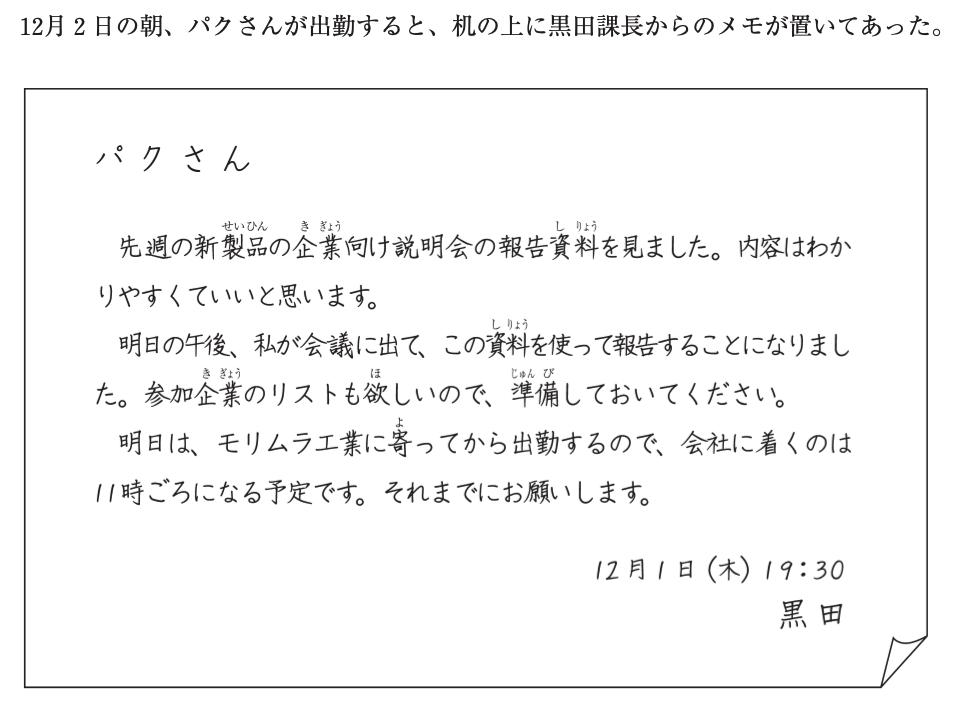 12月2日の朝、パクさんが出勤すると、机の上に黒田課長からのメモが置いてあった。
パクさん
せいひん き ぎょう し りょう
先週の新製品の企業向け説明会の報告資料を見ました。内容はわか
りやすくていいと思います。
し りょう
明日の午後、私が会議に出て、この資料を使って報告することになりまし
き ぎょう ほ じゅん び
た。参加企業のリストも欲しいので、準備しておいてください。
よ
明日は、モリムラ工業に寄ってから出勤するので、会社に着くのは
11時ごろになる予定です。それまでにお願いします。
12月1日（木）19:30
黒田